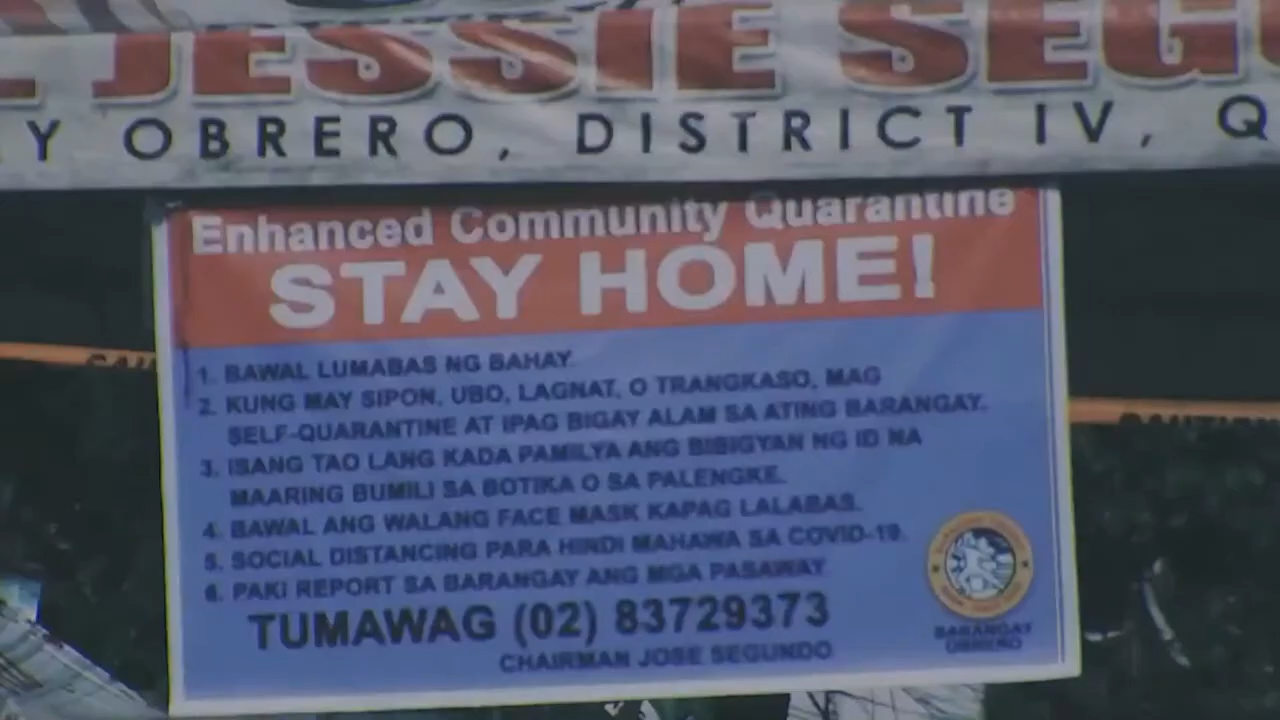 JESSIE SEGU
Y OBRERO, DISTRICT IV, Q
Enhanced Community Quarantine
STAY HOME!
1. BAWAL LUMABAS NG BAHAY.
2. KUNG MAY SIPON, UBO, LAGNAT, O TRANGKASO, MAG
SELF-QUARANTINE AT IPAG BIGAY ALAM SA ATING BARANGAY.
3. ISANG TAO LANG KADA PAMILYA ANG BIBIGYAN NG ID NA
MAARING BUMILI SA BOTIKA O SA PALENGKE.
4. BAWAL ANG WALANG FACE MASK KAPAG LALABAS.
5. SOCIAL DISTANCING PARA HINDI MAHAWA SA COVID-19.
6. PAKI REPORT SA BARANGAY ANG MGA PASAWAY
TUMAWAG (02) 83729373
CHAIRMAN JOSE SEGUNDO
BARANGAY
OBRERO